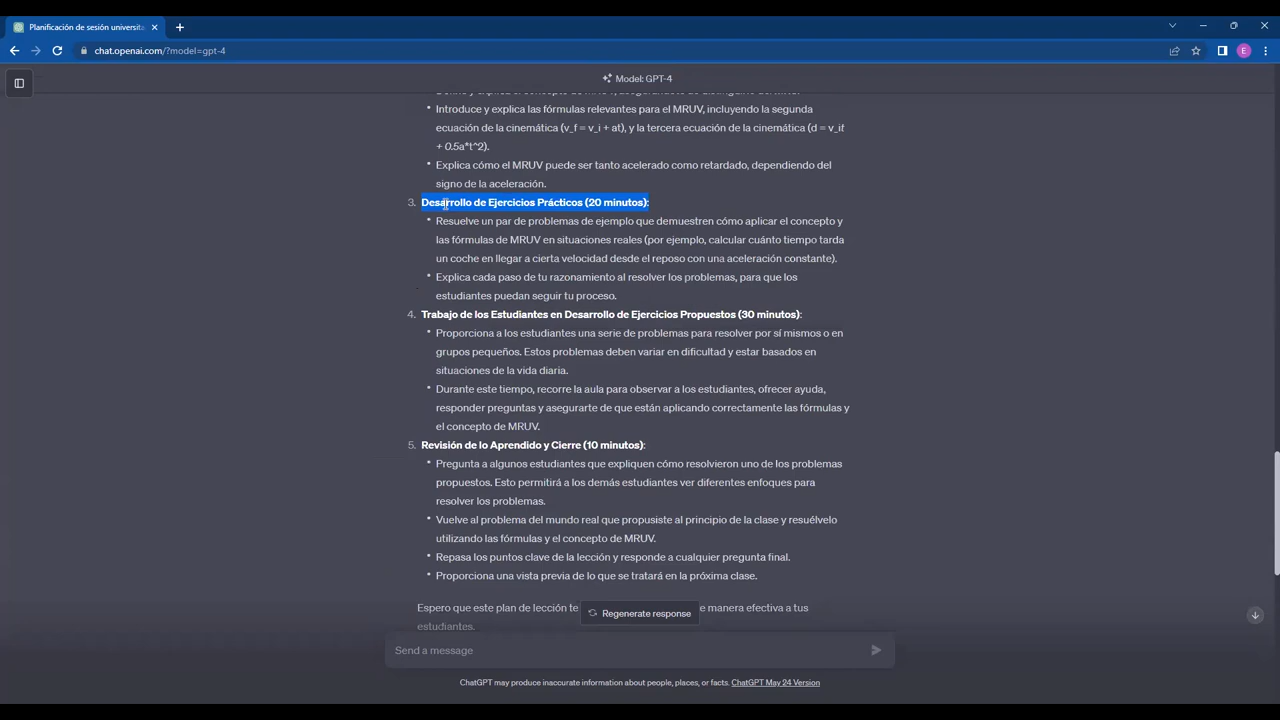 Planificación de sesión universita
chat.openai.com/?model=gpt-4
E
Model: GPT-4
Introduce y explica las fórmulas relevantes para el MRUV, incluyendo la segunda
ecuación de la cinemática (v_f = v_i + at), y la tercera ecuación de la cinemática (d = v_it
+ 0.5a*t^2).
Explica cómo el MRUV puede ser tanto acelerado como retardado, dependiendo del
signo de la aceleración.
3. Desarrollo de Ejercicios Prácticos (20 minutos):
Resuelve un par de problemas de ejemplo que demuestren cómo aplicar el concepto y
las fórmulas de MRUV en situaciones reales (por ejemplo, calcular cuánto tiempo tarda
un coche en llegar a cierta velocidad desde el reposo con una aceleración constante).
Explica cada paso de tu razonamiento al resolver los problemas, para que los
estudiantes puedan seguir tu proceso.
4. Trabajo de los Estudiantes en Desarrollo de Ejercicios Propuestos (30 minutos):
Proporciona a los estudiantes una serie de problemas para resolver por sí mismos o en
grupos pequeños. Estos problemas deben variar en dificultad y estar basados en
situaciones de la vida diaria.
Durante este tiempo, recorre la aula para observar a los estudiantes, ofrecer ayuda,
responder preguntas y asegurarte de que están aplicando correctamente las fórmulas y
el concepto de MRUV.
5. Revisión de lo Aprendido y Cierre (10 minutos):
Pregunta a algunos estudiantes que expliquen cómo resolvieron uno de los problemas
propuestos. Esto permitirá a los demás estudiantes ver diferentes enfoques para
resolver los problemas.
Vuelve al problema del mundo real que propusiste al principio de la clase y resuélvelo
utilizando las fórmulas y el concepto de MRUV.
Repasa los puntos clave de la lección y responde a cualquier pregunta final.
Proporciona una vista previa de lo que se tratará en la próxima clase.
Espero que este plan de lección te
e manera efectiva a tus
estudiantes.
Regenerate response
Send a message
ChatGPT may produce inaccurate information about people, places, or facts. ChatGPT May 24 Version